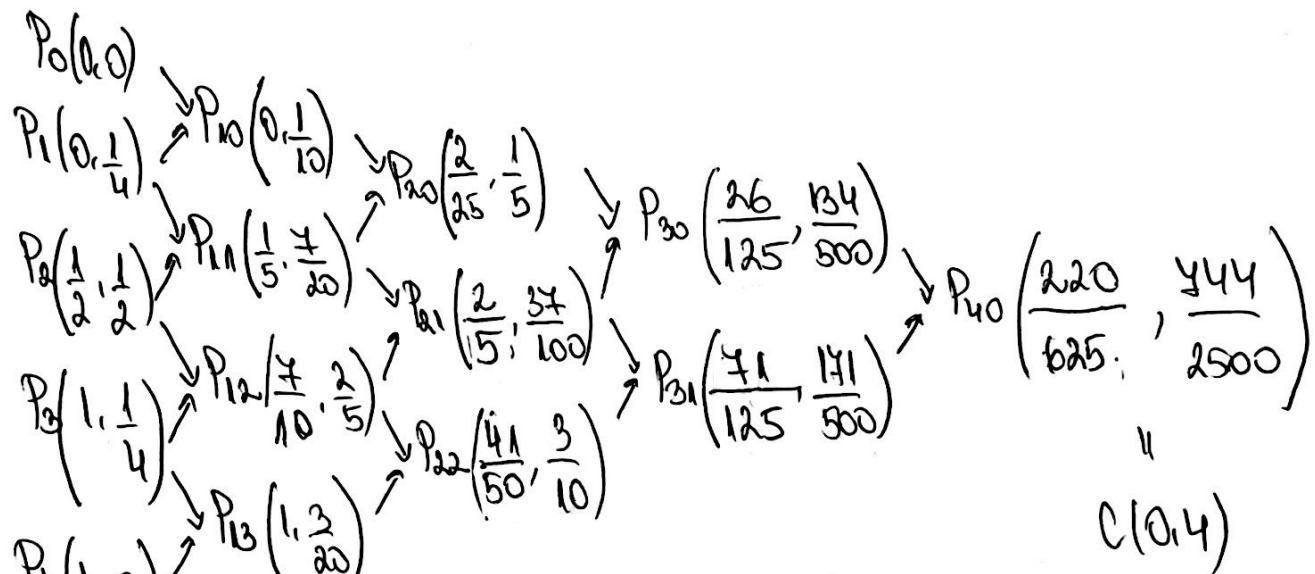 P0(0,0)
P1(0,1/4)
P2(1/2,1/2)
P3(1,1/4)
P10(0,1/10)
P11(1/5,7/20)
P12(7/10,2/5)
P13(1,3/20)
P20(2/25,1/5)
P21(2/5,37/100)
P22(41/50,3/10)
P30(26/125,134/500)
P31(71/125,171/500)
P40(220/625,744/2500)
"
C(0,4)